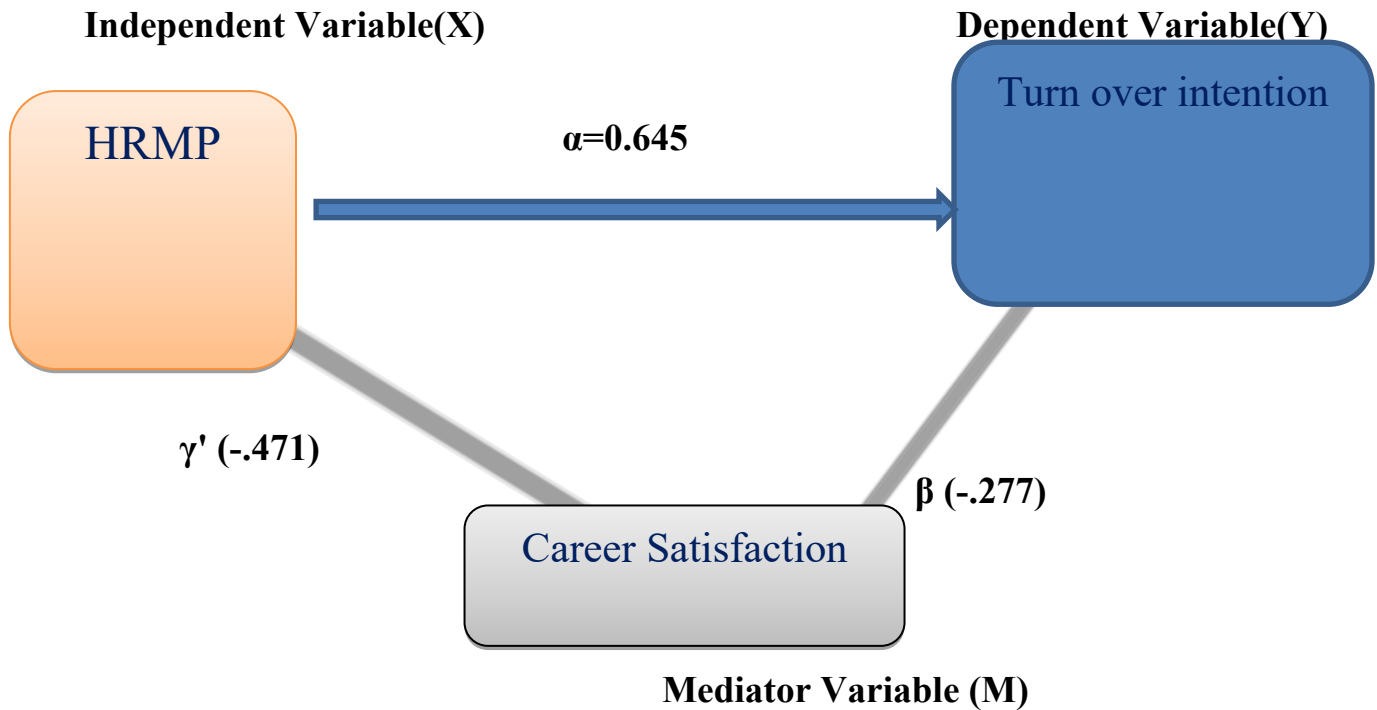 Independent Variable(X)
Dependent Variable(Y)
HRMP
Turn over intention
α=0.645
γ' (-.471)
β (-.277)
Career Satisfaction
Mediator Variable (M)